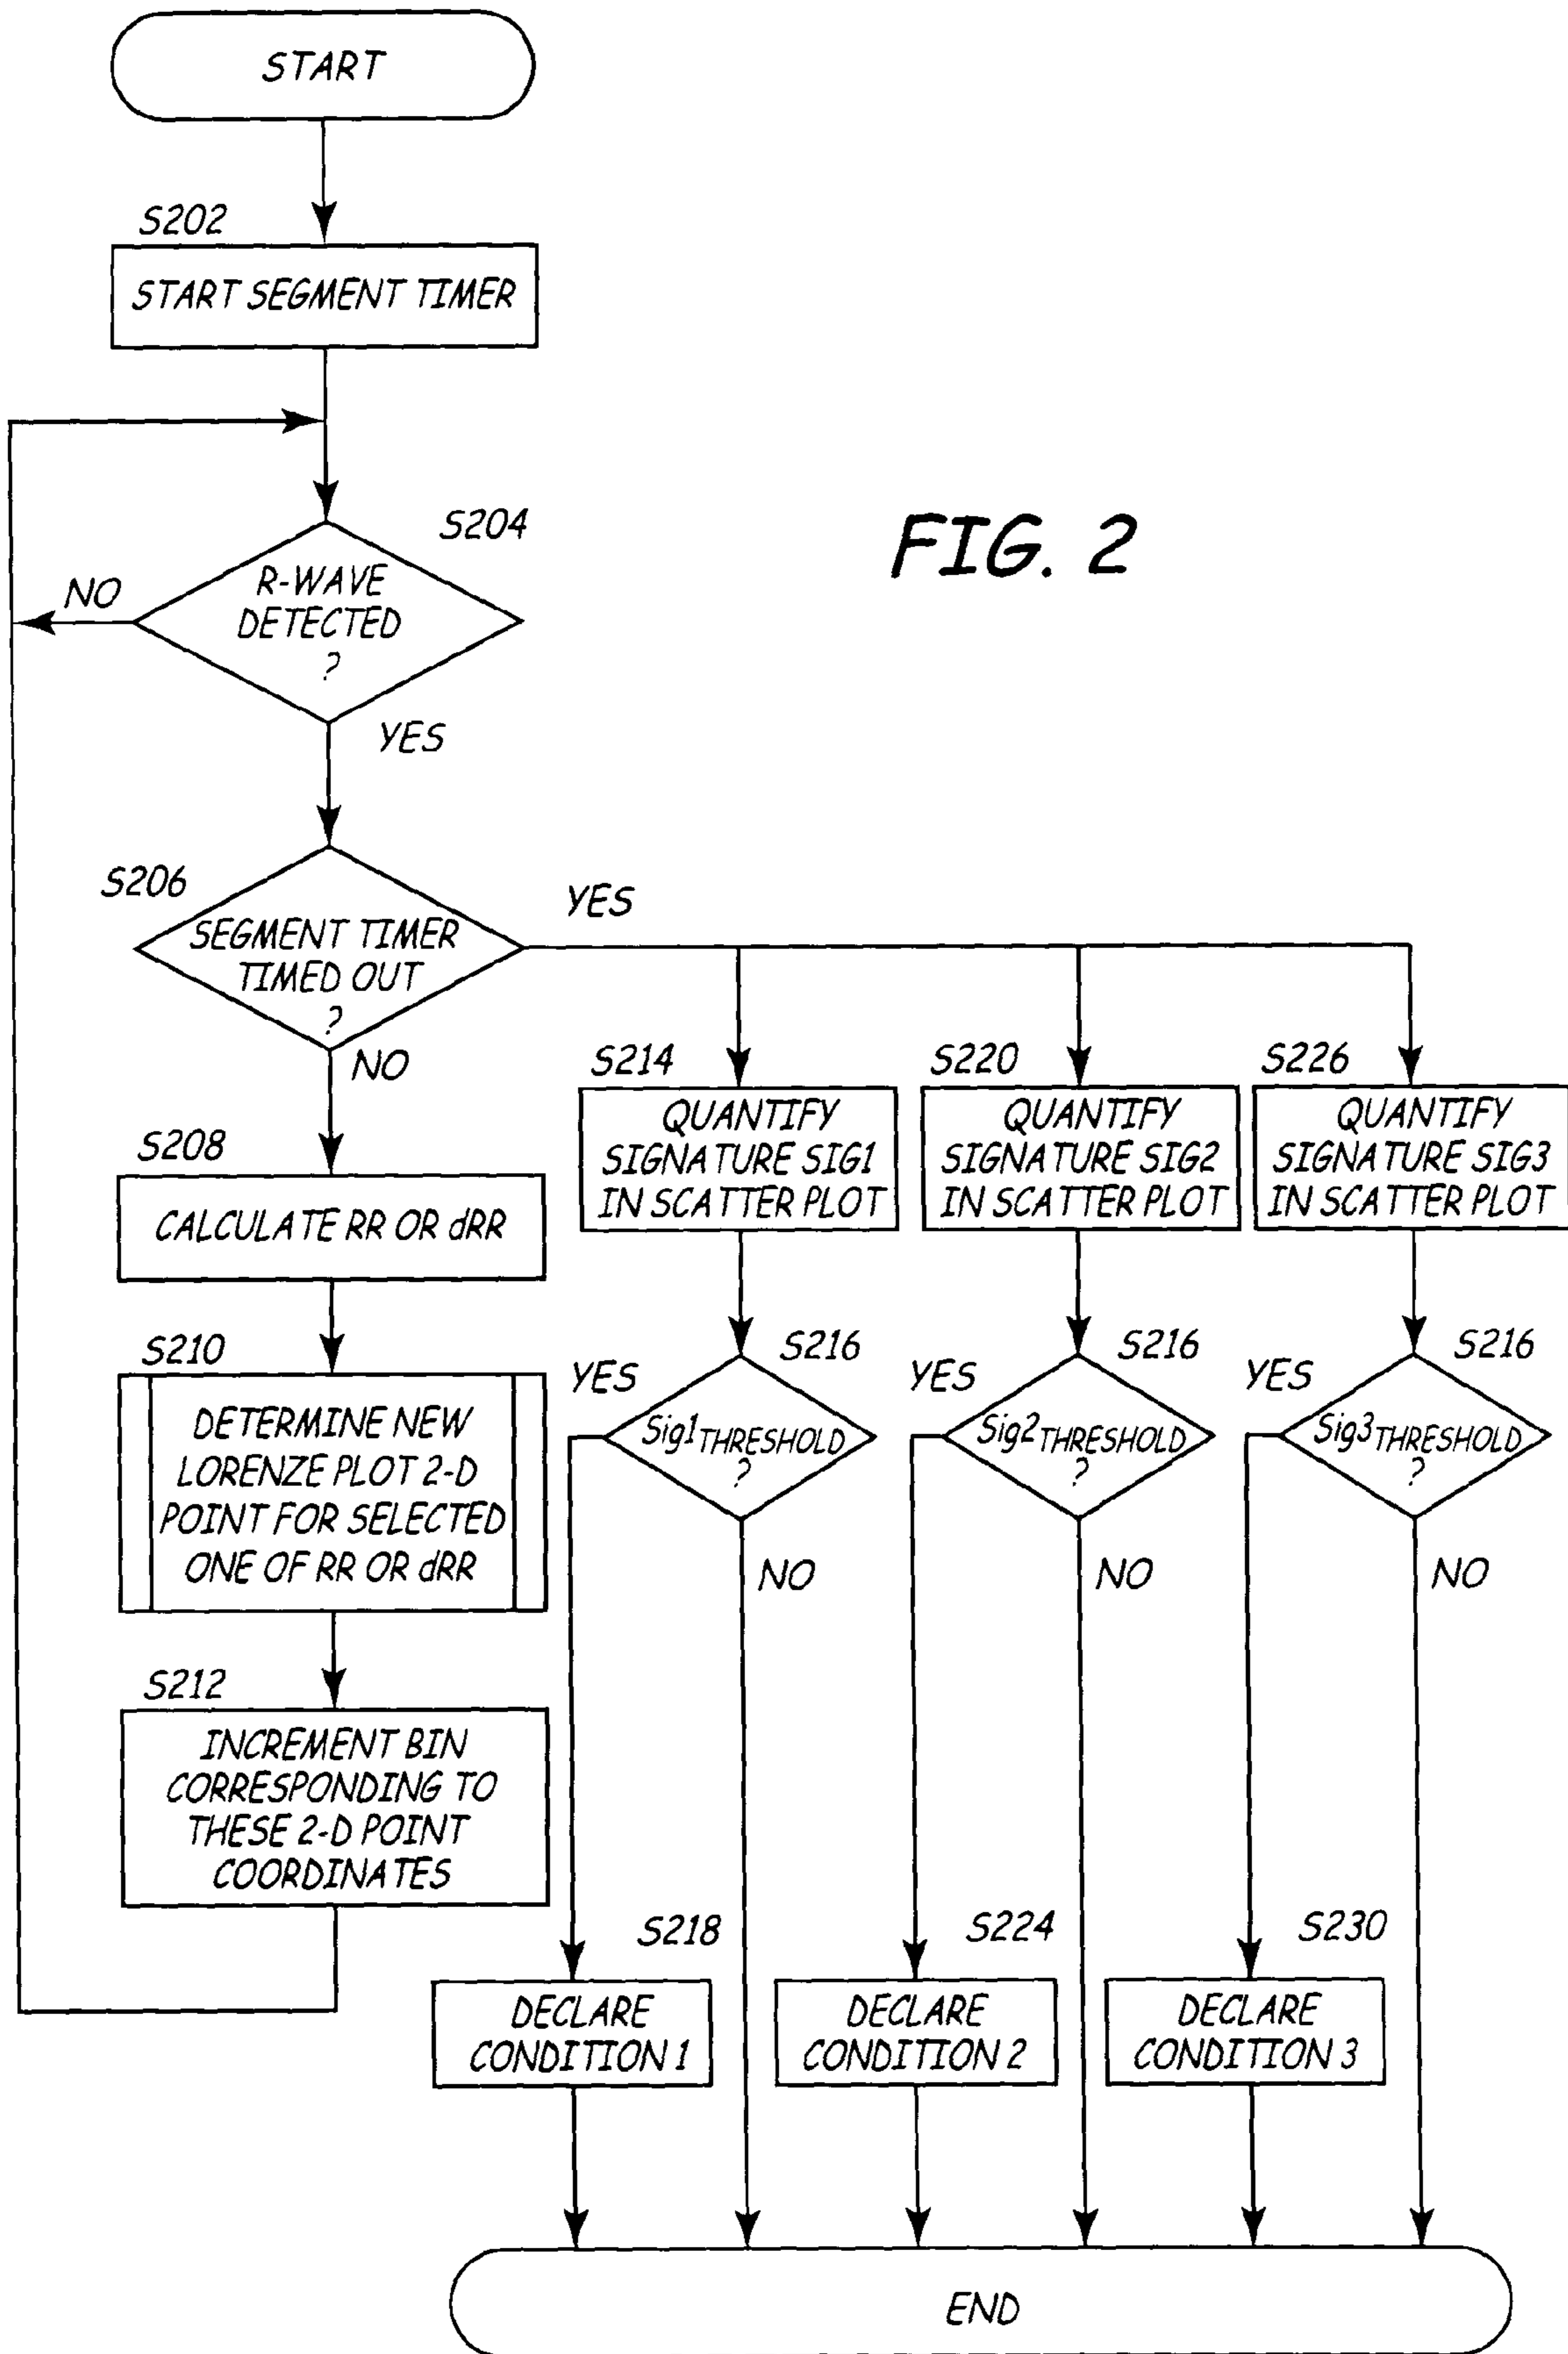 START
S202
START SEGMENT TIMER
S204
FIG. 2
R-WAVE
DETECTED
?
NO
YES
S206
SEGMENT TIMER
TIMED OUT
?
YES
NO
S208
CALCULATE RR OR dRR
S210
DETERMINE NEW
LORENZE PLOT 2-D
POINT FOR SELECTED
ONE OF RR OR dRR
S212
INCREMENT BIN
CORRESPONDING TO
THESE 2-D POINT
COORDINATES
S214
QUANTIFY
SIGNATURE SIG1
IN SCATTER PLOT
S216
YES
Sig1THRESHOLD
?
NO
S218
DECLARE
CONDITION 1
S220
QUANTIFY
SIGNATURE SIG2
IN SCATTER PLOT
S216
YES
Sig2THRESHOLD
?
NO
S224
DECLARE
CONDITION 2
S226
QUANTIFY
SIGNATURE SIG3
IN SCATTER PLOT
S216
YES
Sig3THRESHOLD
?
NO
S230
DECLARE
CONDITION 3
END